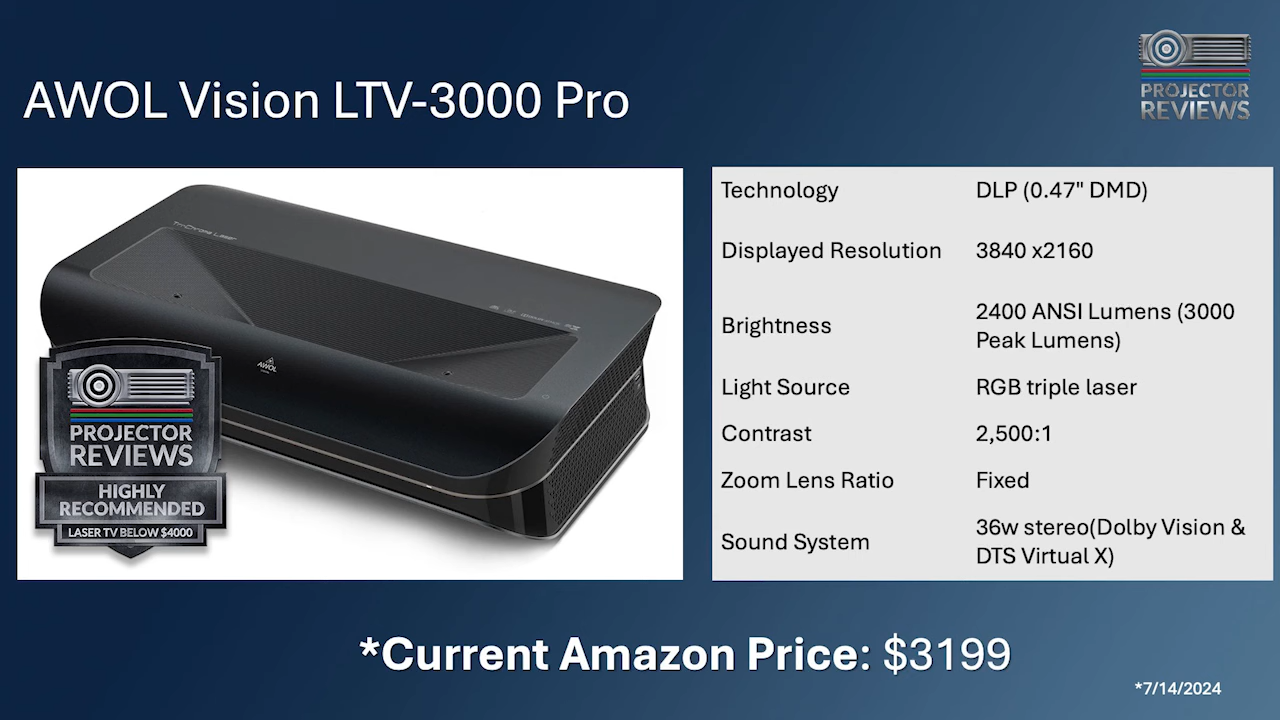 AWOL Vision LTV-3000 Pro
PROJECTOR
REVIEWS
Tri-Chroma Laser
AWOL
PROJECTOR
REVIEWS
HIGHLY
RECOMMENDED
LASER TV BELOW $4000
Technology DLP (0.47" DMD)
Displayed Resolution 3840 x2160
Brightness 2400 ANSI Lumens (3000
Peak Lumens)
Light Source RGB triple laser
Contrast 2,500:1
Zoom Lens Ratio Fixed
Sound System 36w stereo(Dolby Vision &
DTS Virtual X)
*Current Amazon Price: $3199
*7/14/2024